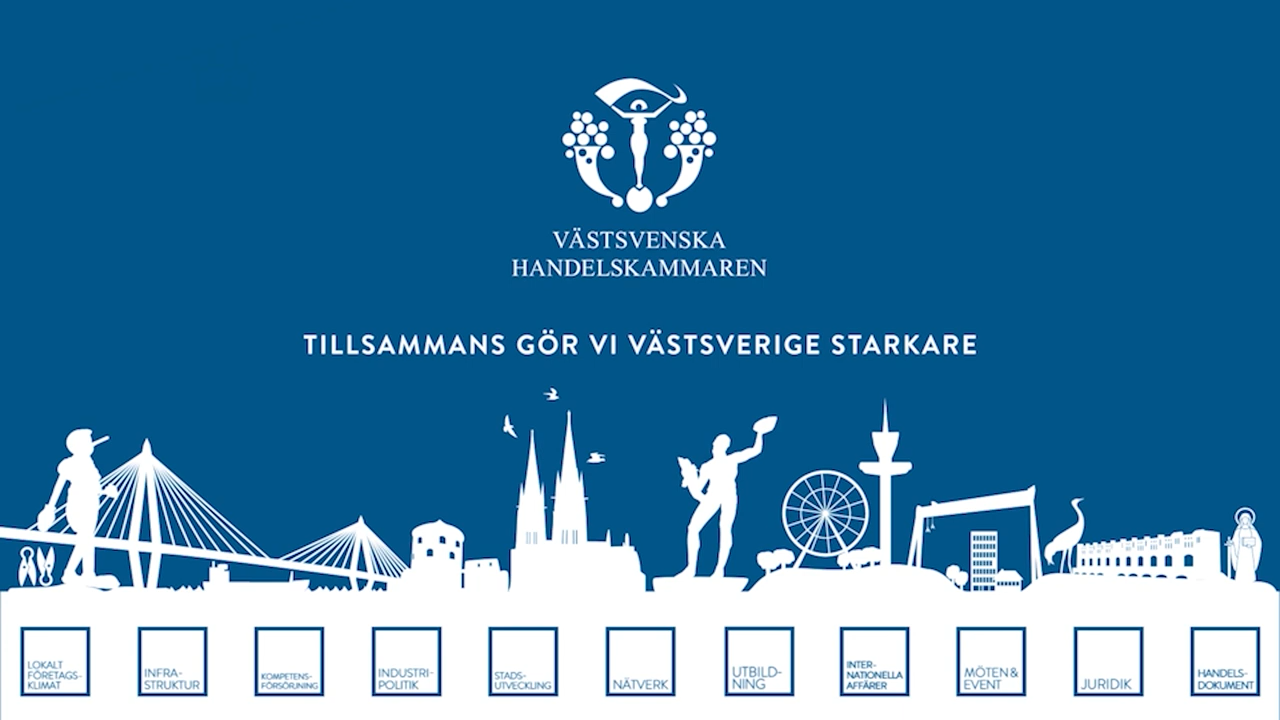 VÄSTSVENSKA
HANDELSKAMMAREN
TILLSAMMANS GÖR VI VÄSTSVERIGE STARKARE
LOKALT
FÖRETAGS-
KLIMAT
INFRA-
STRUKTUR
KOMPETENS-
FÖRSÖRJNING
INDUSTRI-
POLITIK
STADS-
UTVECKLING
NÄTVERK
UTBILD-
NING
INTER-
NATIONELLA
AFFÄRER
MÖTEN &
EVENT
JURIDIK
HANDELS-
DOKUMENT